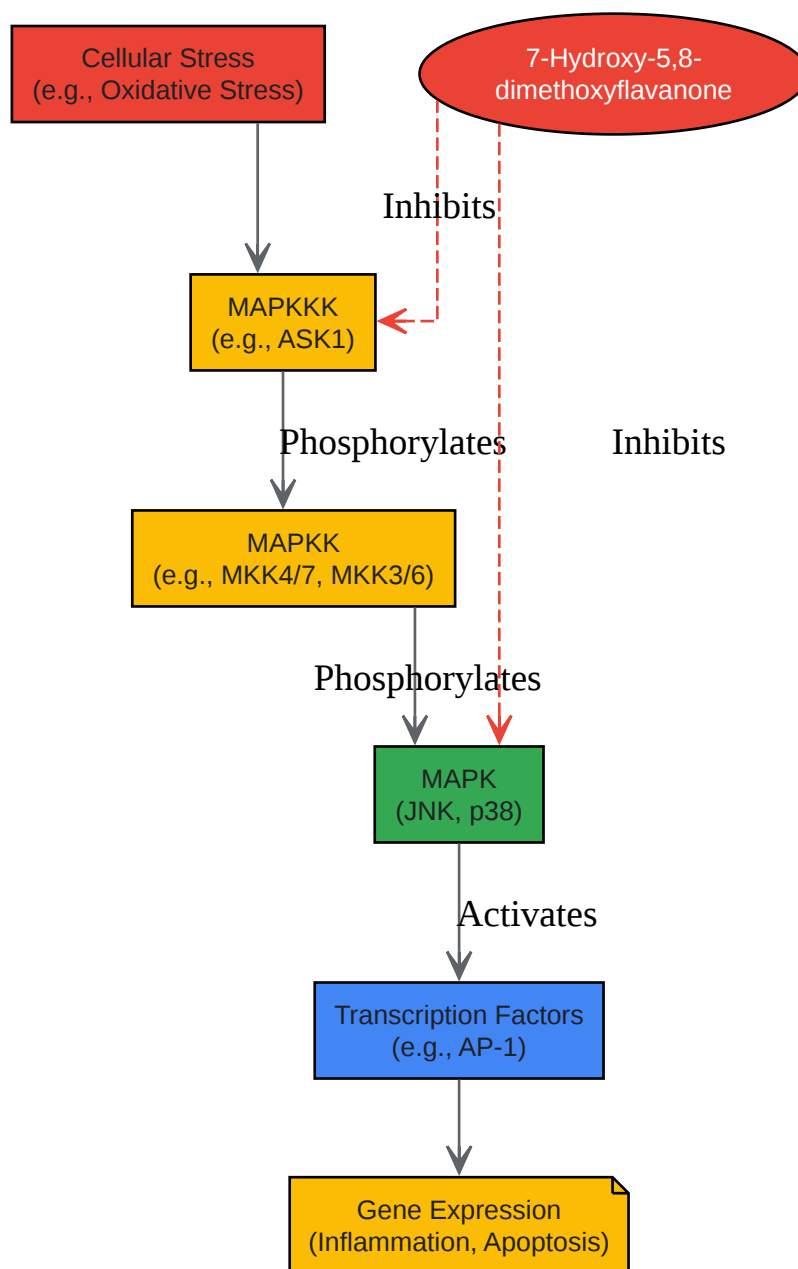 Cellular Stress
(e.g., Oxidative Stress)
7-Hydroxy-5,8-
dimethoxyflavanone
Inhibits
MAPKKK
(e.g., ASK1)
Phosphorylates
Inhibits
MAPKK
(e.g., MKK4/7, MKK3/6)
Phosphorylates
MAPK
(JNK, p38)
Activates
Transcription Factors
(e.g., AP-1)
Gene Expression
(Inflammation, Apoptosis)